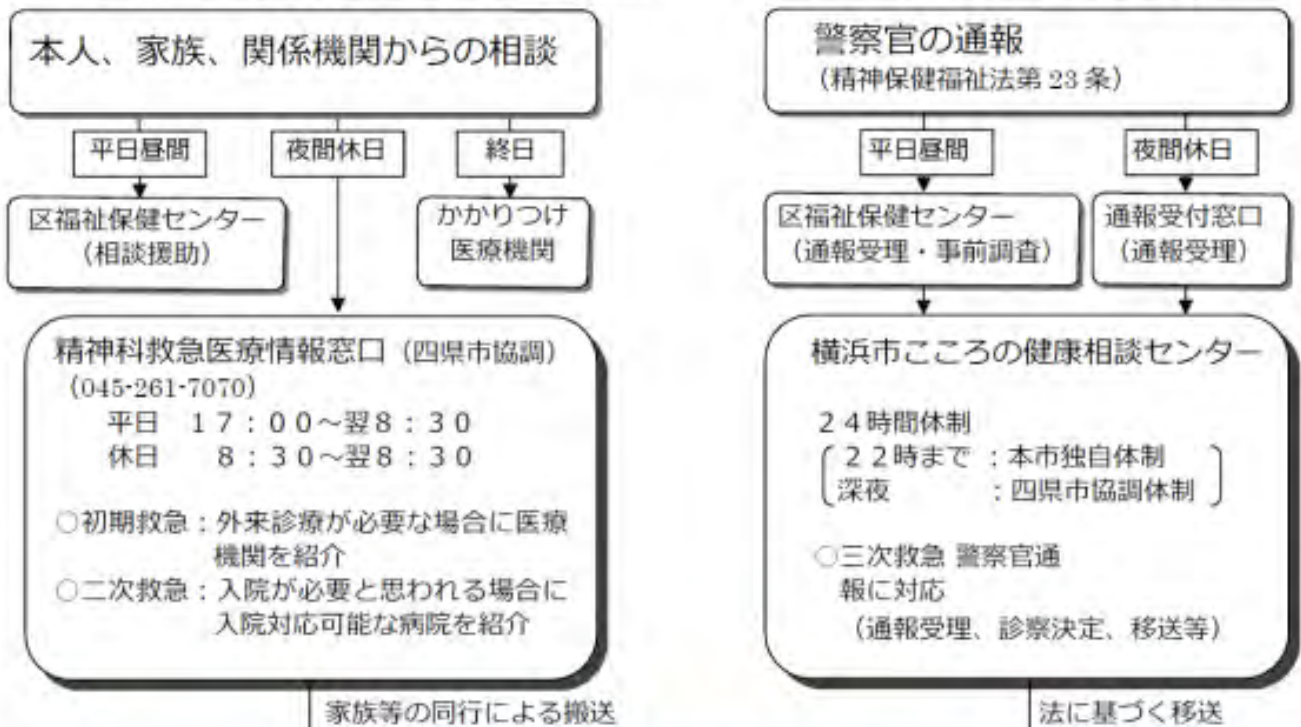 本人、家族、関係機関からの相談
平日昼間
夜間休日
終日
区福祉保健センター
(相談援助)
かかりつけ
医療機関
精神科救急医療情報窓口(四県市協調)
(045-261-7070)
平日 17:00~翌8:30
休日 8:30~翌8:30
○初期救急:外来診療が必要な場合に医療
機関を紹介
○二次救急:入院が必要と思われる場合に
入院対応可能な病院を紹介
家族等の同行による搬送
警察官の通報
(精神保健福祉法第23条)
平日昼間
夜間休日
区福祉保健センター
(通報受理・事前調査)
通報受付窓口
(通報受理)
横浜市こころの健康相談センター
24時間体制
22時まで:本市独自体制
深夜 :四県市協調体制
○三次救急 警察官通
報に対応
(通報受理、診察決定、移送等)
法に基づく移送